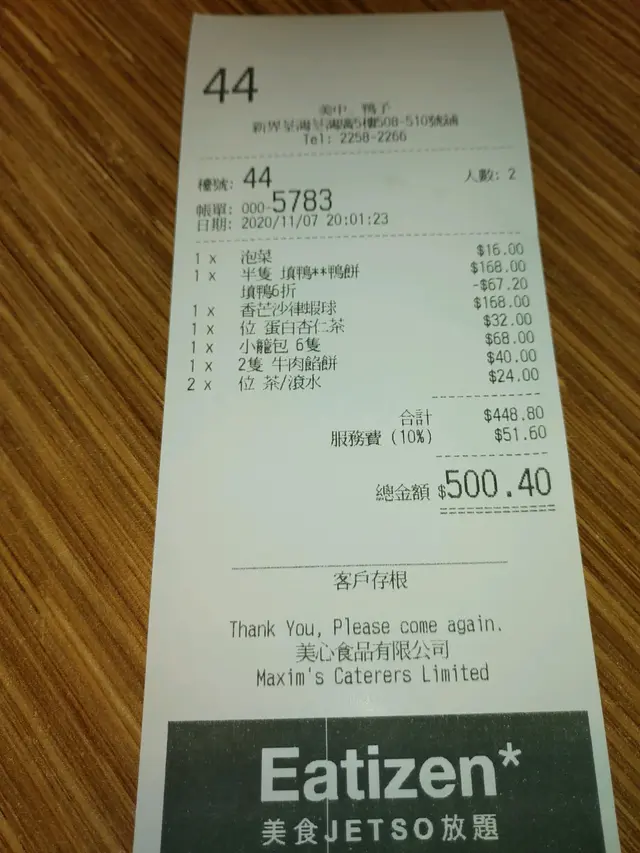 44
美中 鴨子
新界荃灣荃灣廣5樓508-510號舖
Tel: 2258-2266
檯號: 44 人數: 2
帳單: 000-5783
日期: 2020/11/07 20:01:23
1 x 泡菜 $16.00
1 x 半隻 填鴨**鴨餅 $168.00
填鴨6折 -$67.20
1 x 香芒沙律蝦球 $168.00
1 x 位 蛋白杏仁茶 $32.00
1 x 小籠包 6隻 $68.00
1 x 2隻 牛肉餡餅 $40.00
2 x 位 茶/滾水 $24.00
合計 $448.80
服務費 (10%) $51.60
總金額 $500.40
客戶存根
Thank You, Please come again.
美心食品有限公司
Maxim's Caterers Limited
Eatizen*
美食JETSO放題